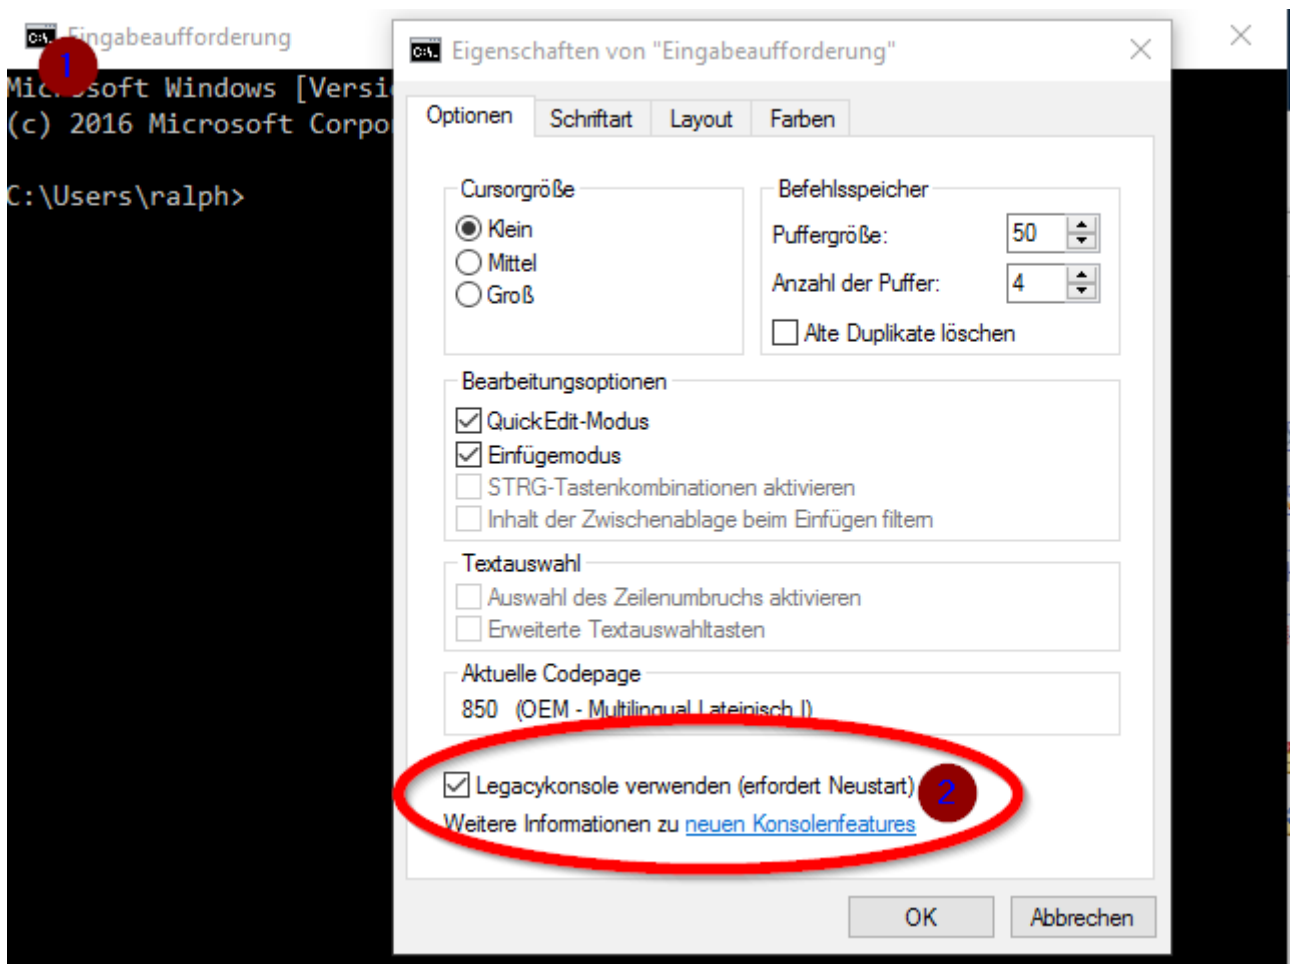 Eingabeaufforderung
1
Microsoft Windows [Versi
(c) 2016 Microsoft Corpo
C:\Users\ralph>
Eigenschaften von "Eingabeaufforderung"
Optionen Schriftart Layout Farben
Cursorgröße
Klein
Mittel
Groß
Befehlsspeicher
Puffergröße: 50
Anzahl der Puffer: 4
Alte Duplikate löschen
Bearbeitungsoptionen
QuickEdit-Modus
Einfügemodus
STRG-Tastenkombinationen aktivieren
Inhalt der Zwischenablage beim Einfügen filtern
Textauswahl
Auswahl des Zeilenumbruchs aktivieren
Erweiterte Textauswahltasten
Aktuelle Codepage
850 (OEM - Multilingual Lateinisch I)
Legacykonsole verwenden (erfordert Neustart) 2
Weitere Informationen zu neuen Konsolenfeatures
OK Abbrechen